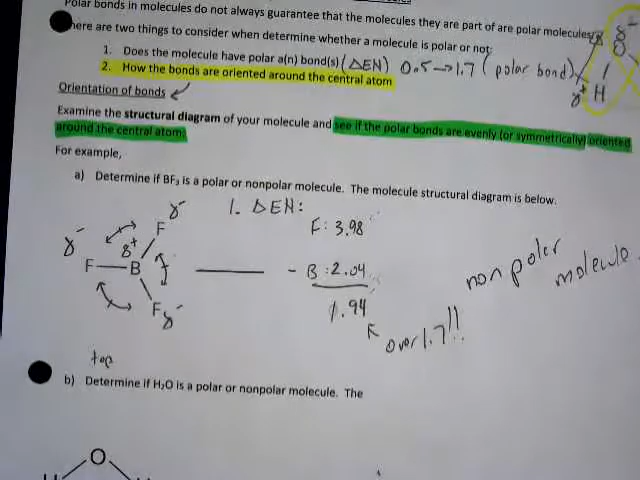 Polar bonds in molecules do not always guarantee that the molecules they are part of are polar molecules.
here are two things to consider when determine whether a molecule is polar or not:
1. Does the molecule have polar a(n) bond(s) (ΔEN) 0.5→1.7 (polar bond)
2. How the bonds are oriented around the central atom
Orientation of bonds
Examine the structural diagram of your molecule and see if the polar bonds are evenly (or symmetrically) oriented
around the central atom.
For example,
a) Determine if BF₃ is a polar or nonpolar molecule. The molecule structural diagram is below.
1. ΔEN:
F: 3.98
- B: 2.04
1.94
over 1.7!!
nonpolar molecule.
δ⁻ F
δ⁻ δ⁺
F B
F δ⁻
δ⁻
O
δ⁺ H
top
b) Determine if H₂O is a polar or nonpolar molecule. The
O